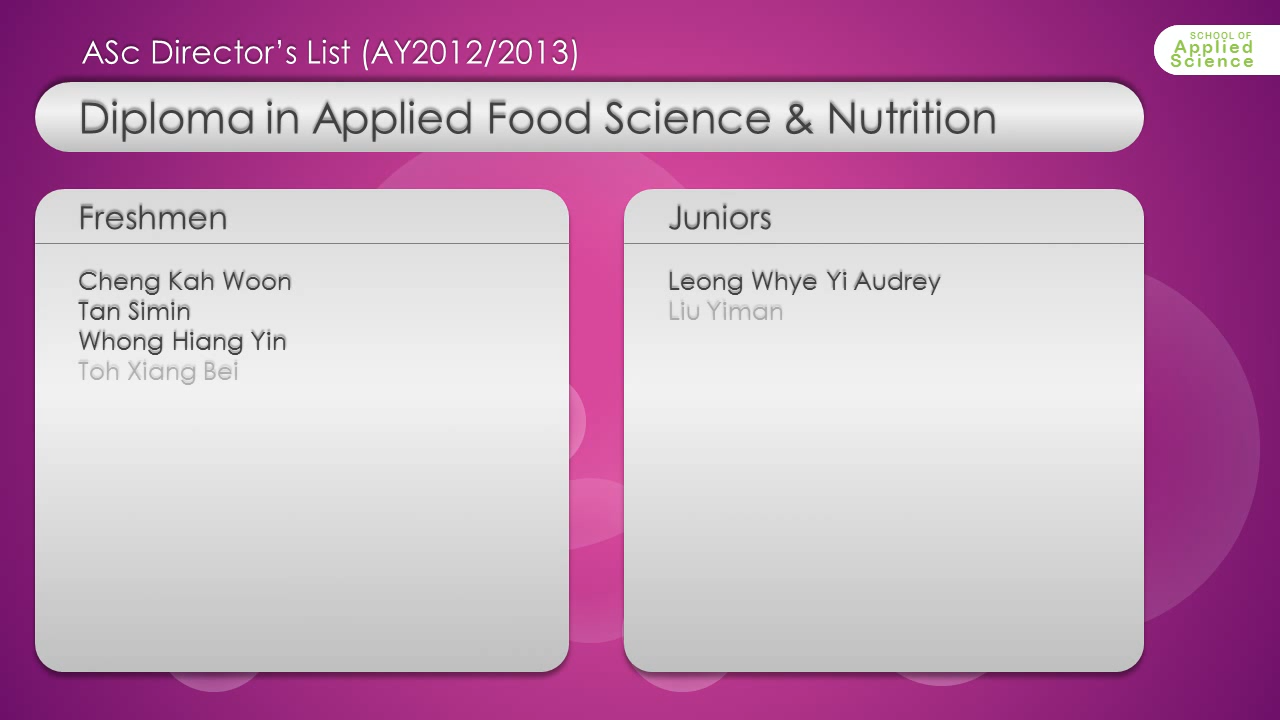 ASc Director’s List (AY2012/2013)
SCHOOL OF
Applied
Science
Diploma in Applied Food Science & Nutrition
Freshmen
Cheng Kah Woon
Tan Simin
Whong Hiang Yin
Toh Xiang Bei
Juniors
Leong Whye Yi Audrey
Liu Yiman